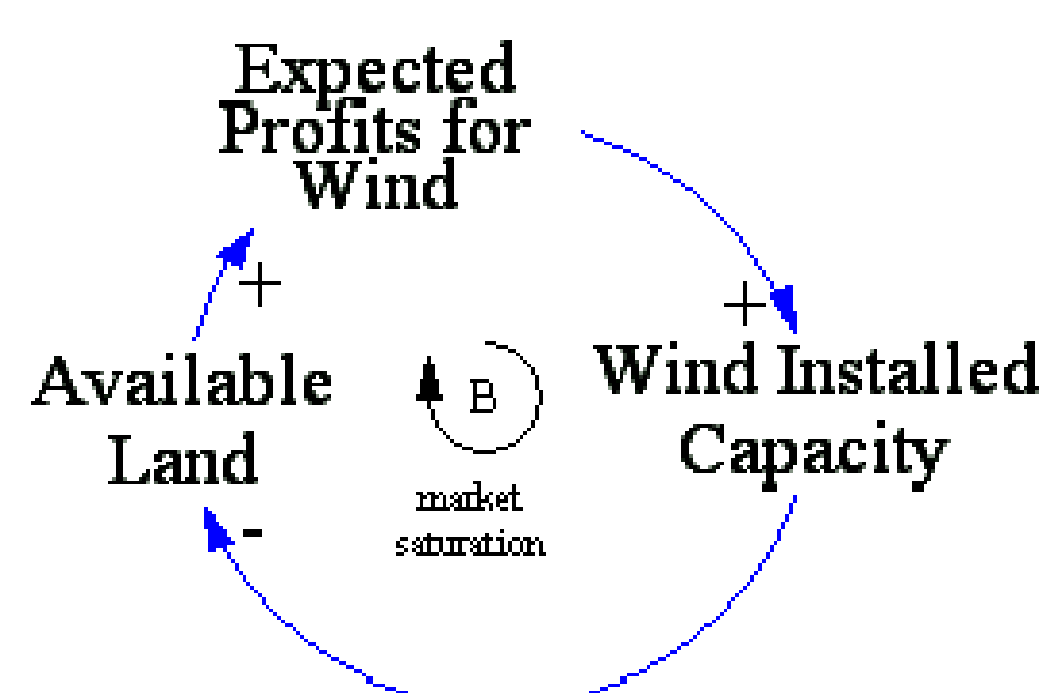 Expected
Profits for
Wind
+
+
Available
Land
B
Wind Installed
Capacity
market
saturation
-